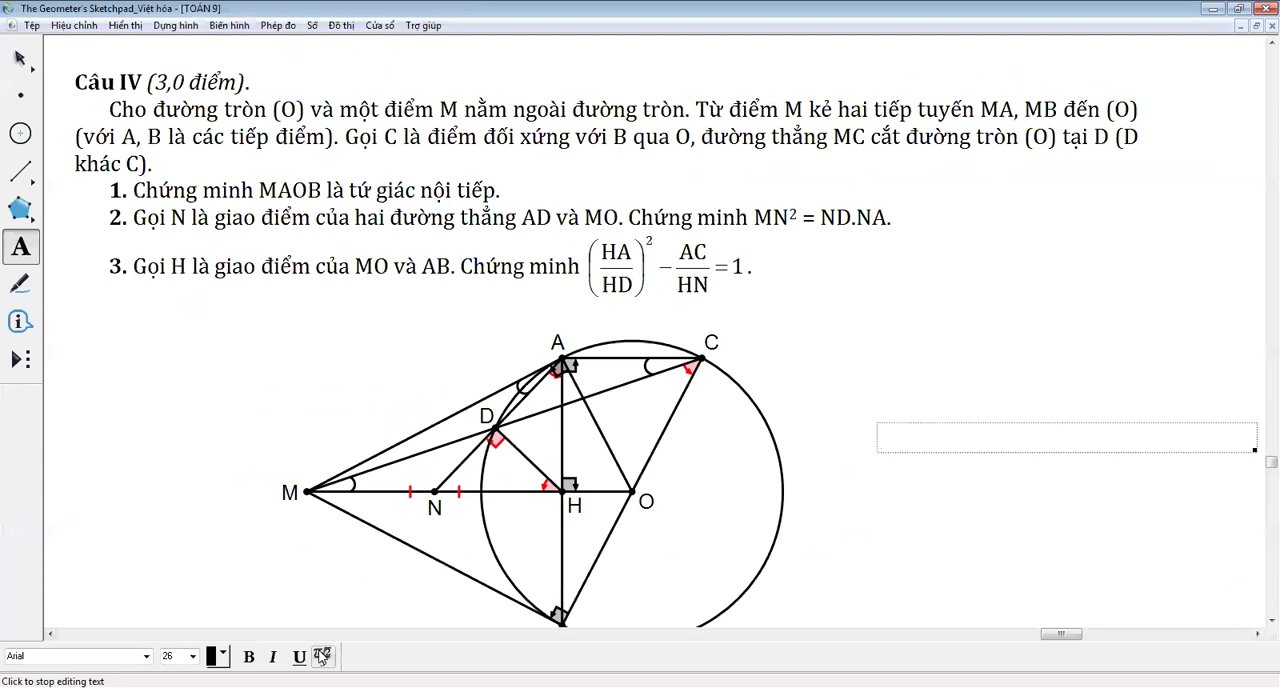 The Geometer's Sketchpad_Việt hóa - [TOÁN 9]
Tệp Hiệu chỉnh Hiển thị Dựng hình Biến hình Phép đo Số Đồ thị Cửa sổ Trợ giúp
Câu IV (3,0 điểm).
Cho đường tròn (O) và một điểm M nằm ngoài đường tròn. Từ điểm M kẻ hai tiếp tuyến MA, MB đến (O)
(với A, B là các tiếp điểm). Gọi C là điểm đối xứng với B qua O, đường thẳng MC cắt đường tròn (O) tại D (D
khác C).
1. Chứng minh MAOB là tứ giác nội tiếp.
2. Gọi N là giao điểm của hai đường thẳng AD và MO. Chứng minh MN² = ND.NA.
3. Gọi H là giao điểm của MO và AB. Chứng minh (HA/HD)² − AC/HN = 1.
A C
D
M N H O
A
Arial 26 B I U
Click to stop editing text